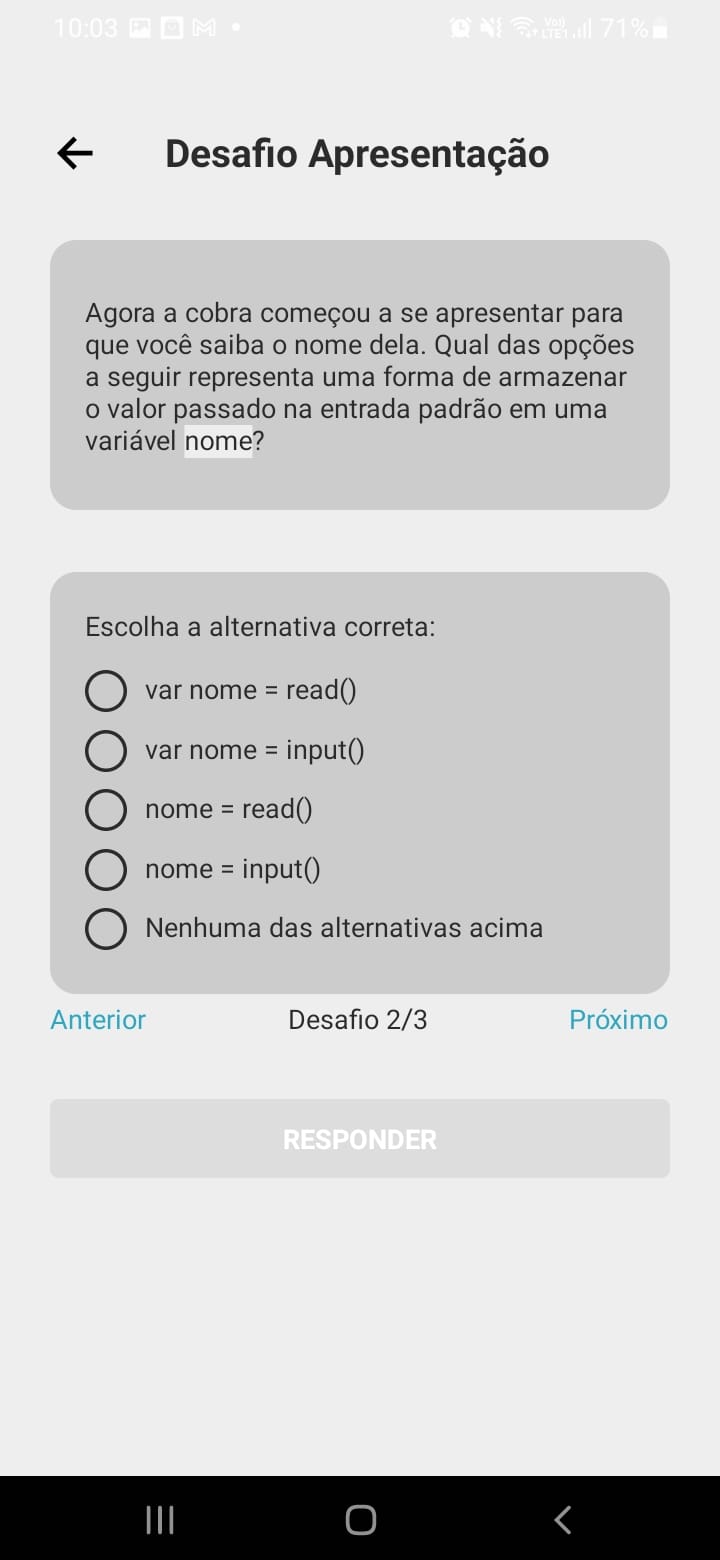 10:03
Vo) LTE1 71%
Desafio Apresentação
Agora a cobra começou a se apresentar para
que você saiba o nome dela. Qual das opções
a seguir representa uma forma de armazenar
o valor passado na entrada padrão em uma
variável nome?
Escolha a alternativa correta:
var nome = read()
var nome = input()
nome = read()
nome = input()
Nenhuma das alternativas acima
Anterior Desafio 2/3 Próximo
RESPONDER